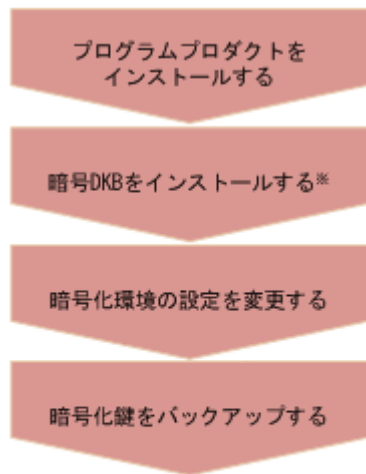 プログラムプロダクトを
インストールする
暗号DKBをインストールする※
暗号化環境の設定を変更する
暗号化鍵をバックアップする